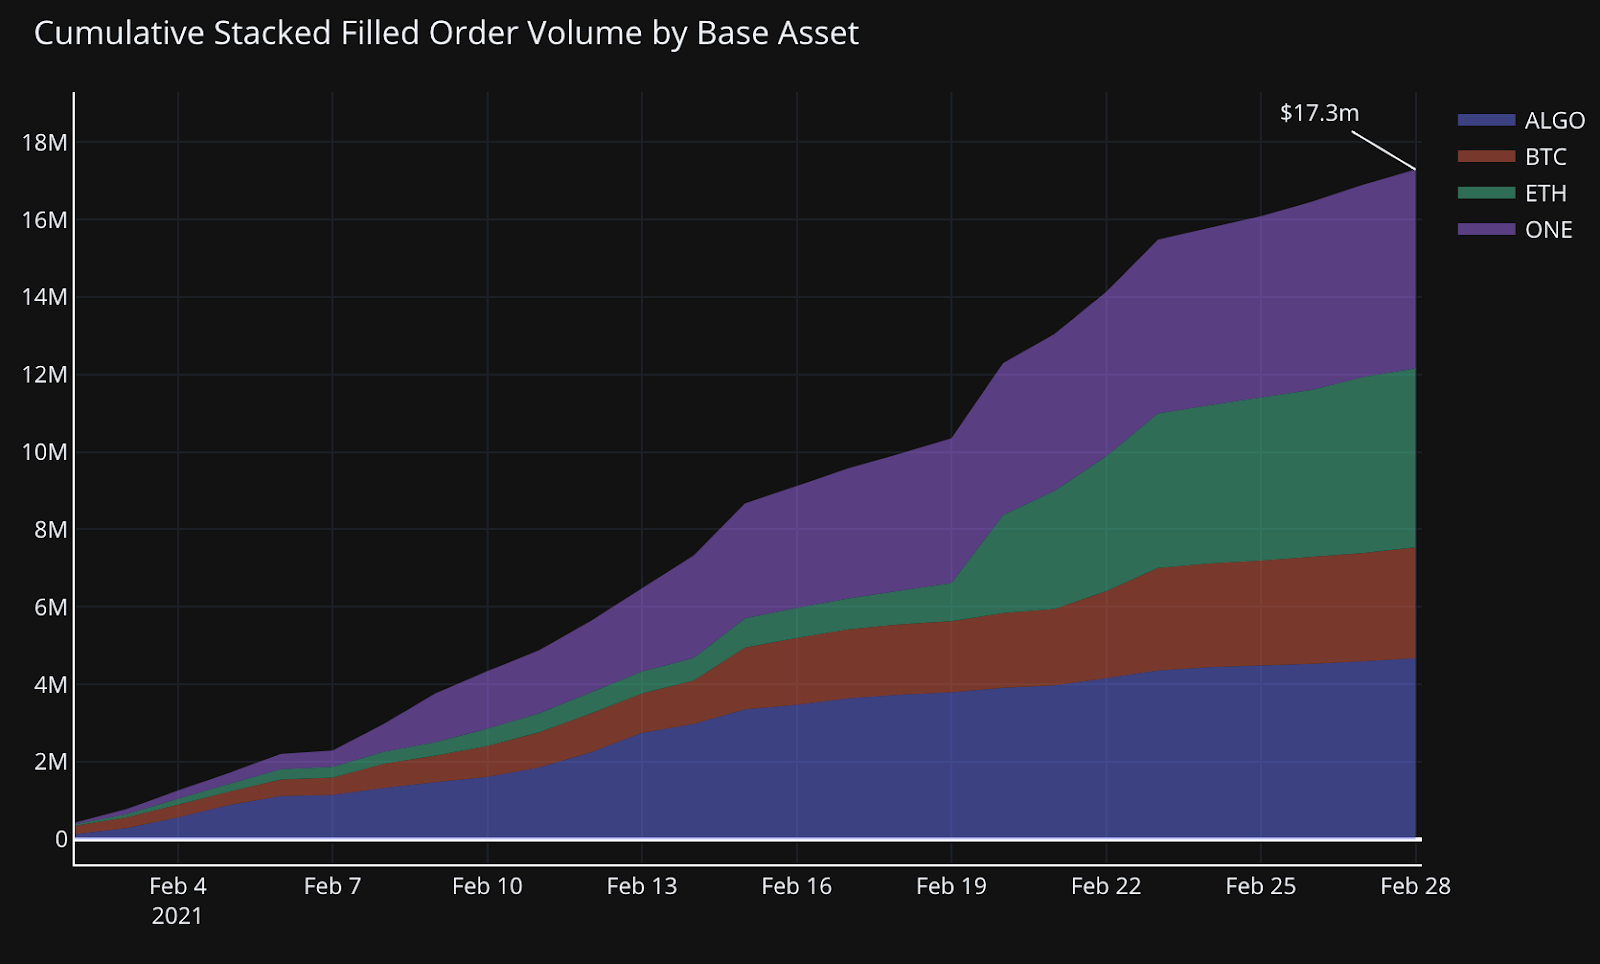 Cumulative Stacked Filled Order Volume by Base Asset
$17.3m
ALGO
BTC
ETH
ONE
18M
16M
14M
12M
10M
8M
6M
4M
2M
0
Feb 4 Feb 7 Feb 10 Feb 13 Feb 16 Feb 19 Feb 22 Feb 25 Feb 28
2021